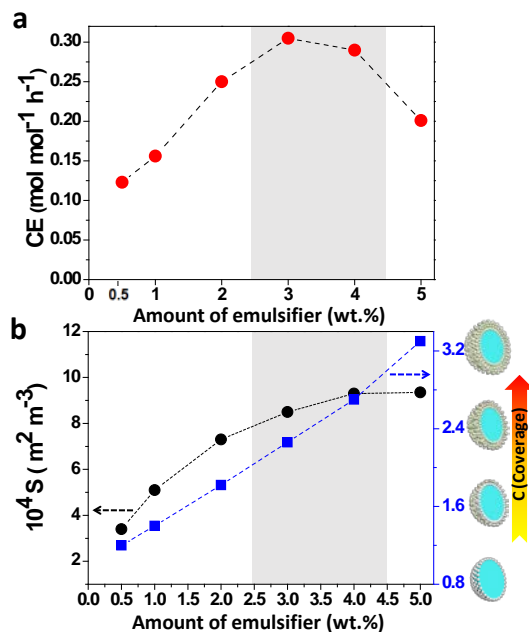 a
CE (mol mol⁻¹ h⁻¹)
0.30
0.25
0.20
0.15
0.10
0.05
0.00
0 0.5 1 2 3 4 5
Amount of emulsifier (wt.%)
b
10⁴ S ( m² m⁻³)
12
10
8
6
4
2
3.2
2.4
1.6
0.8
C (Coverage)
0.0 0.5 1.0 1.5 2.0 2.5 3.0 3.5 4.0 4.5 5.0
Amount of emulsifier (wt.%)